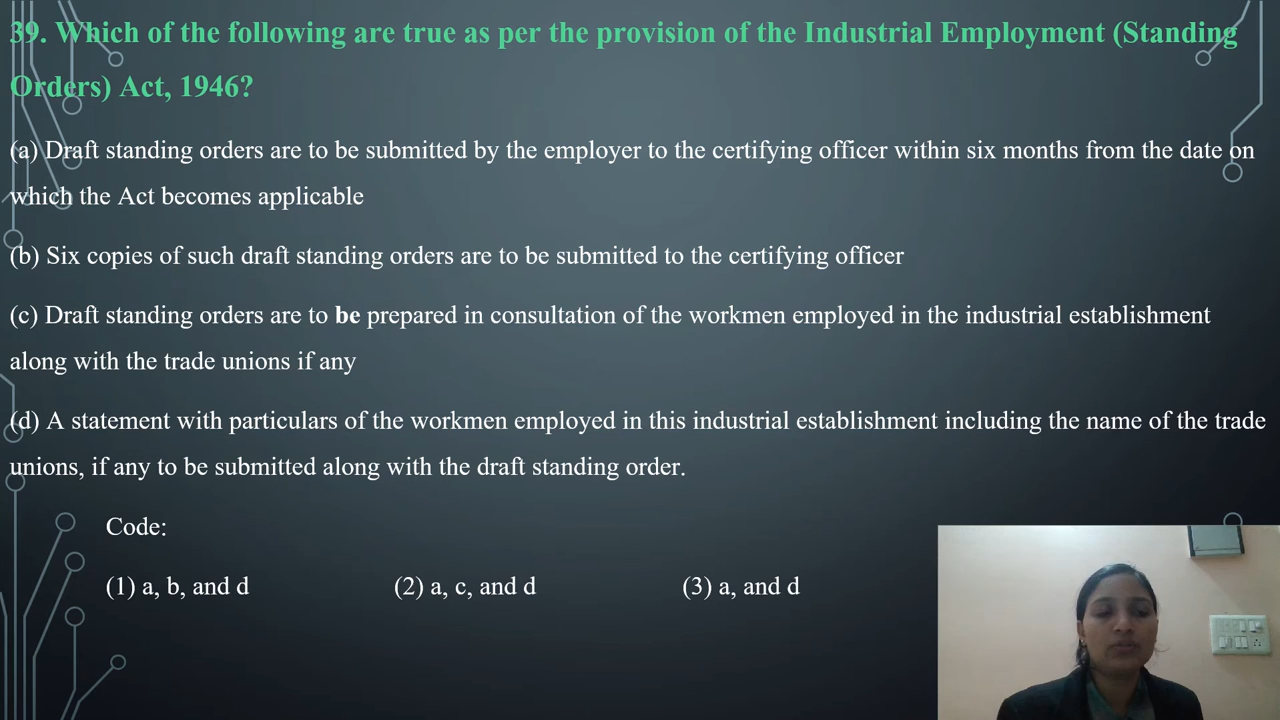 39. Which of the following are true as per the provision of the Industrial Employment (Standing
Orders) Act, 1946?
(a) Draft standing orders are to be submitted by the employer to the certifying officer within six months from the date on
which the Act becomes applicable
(b) Six copies of such draft standing orders are to be submitted to the certifying officer
(c) Draft standing orders are to be prepared in consultation of the workmen employed in the industrial establishment
along with the trade unions if any
(d) A statement with particulars of the workmen employed in this industrial establishment including the name of the trade
unions, if any to be submitted along with the draft standing order.
Code:
(1) a, b, and d (2) a, c, and d (3) a, and d